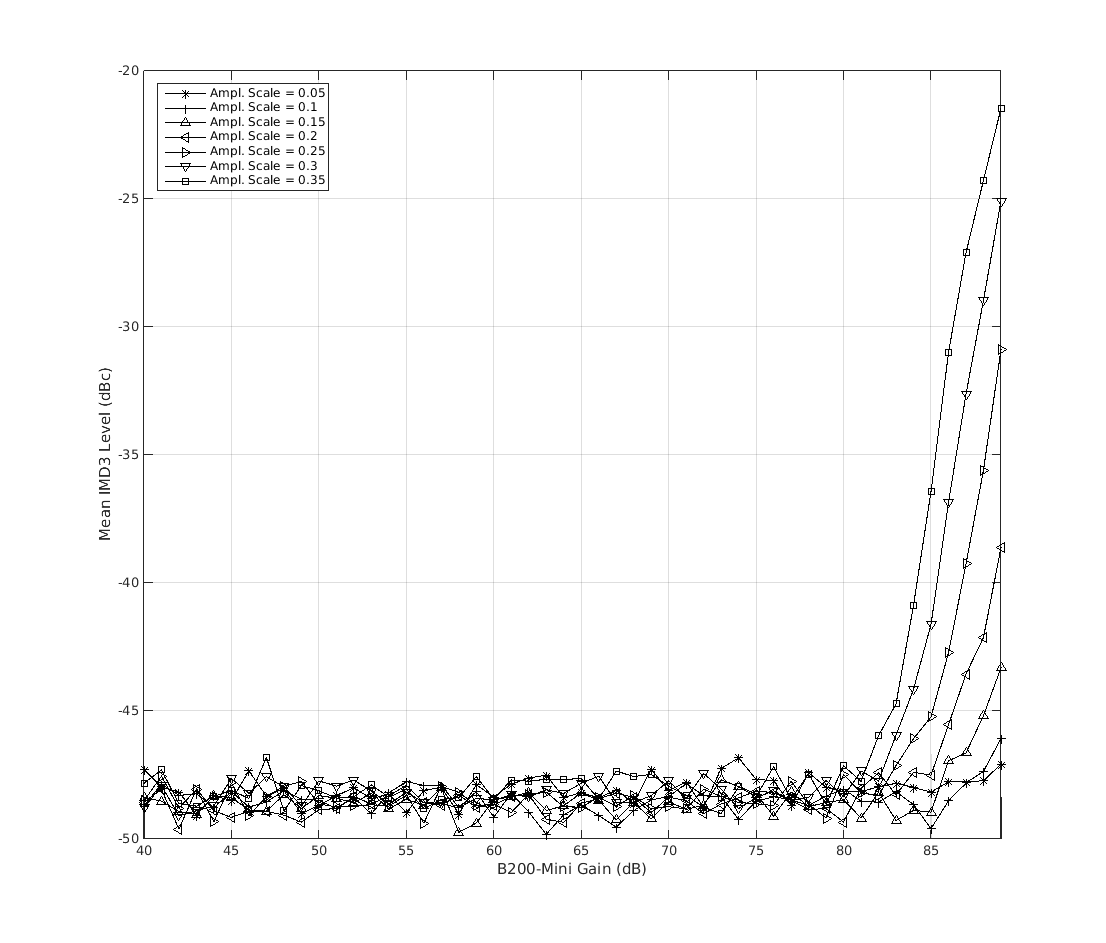 -20
Ampl. Scale = 0.05
Ampl. Scale = 0.1
Ampl. Scale = 0.15
Ampl. Scale = 0.2
Ampl. Scale = 0.25
Ampl. Scale = 0.3
Ampl. Scale = 0.35
-25
-30
-35
Mean IMD3 Level (dBc)
-40
-45
-50
40 45 50 55 60 65 70 75 80 85
B200-Mini Gain (dB)